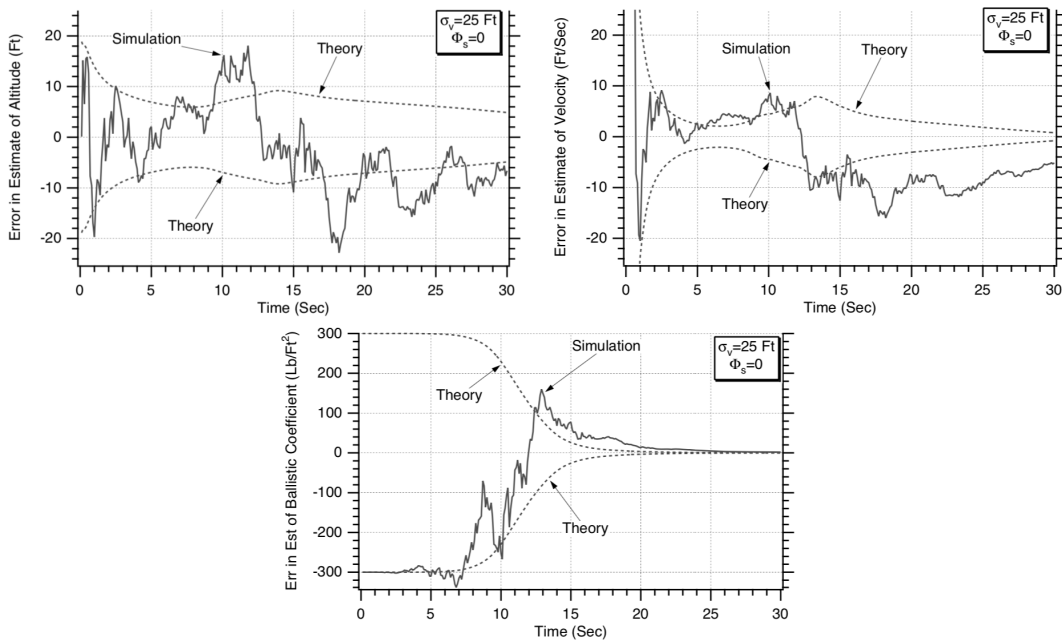 σv=25 Ft
Φs=0
Simulation
Theory
Theory
Error in Estimate of Altitude (Ft)
20
10
0
-10
-20
0 5 10 15 20 25 30
Time (Sec)
σv=25 Ft
Φs=0
Simulation
Theory
Theory
Error in Estimate of Velocity (Ft/Sec)
20
10
0
-10
-20
0 5 10 15 20 25 30
Time (Sec)
σv=25 Ft
Φs=0
Simulation
Theory
Theory
Err in Est of Ballistic Coefficient (Lb/Ft²)
300
200
100
0
-100
-200
-300
0 5 10 15 20 25 30
Time (Sec)